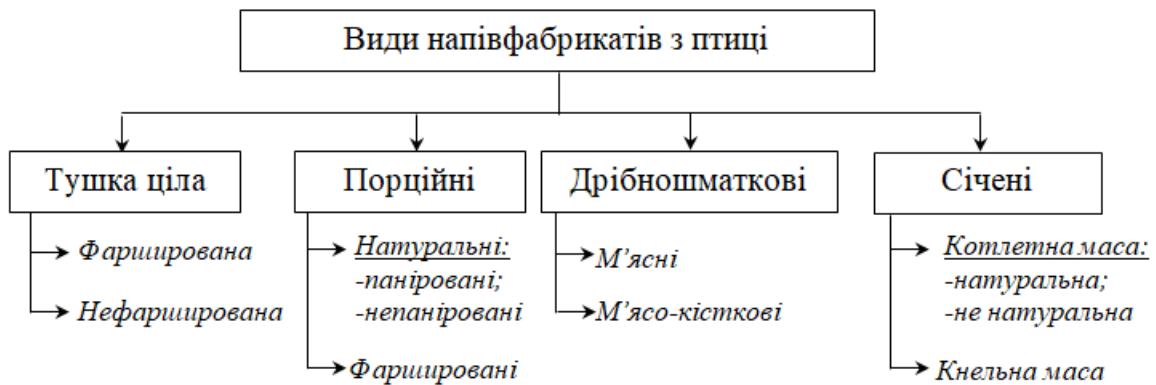 Види напівфабрикатів з птиці
Тушка ціла
Фарширована
Нефарширована
Порційні
Натуральні:
-паніровані;
-непаніровані
Фаршировані
Дрібношматкові
М’ясні
М’ясо-кісткові
Січені
Котлетна маса:
-натуральна;
-не натуральна
Кнельна маса